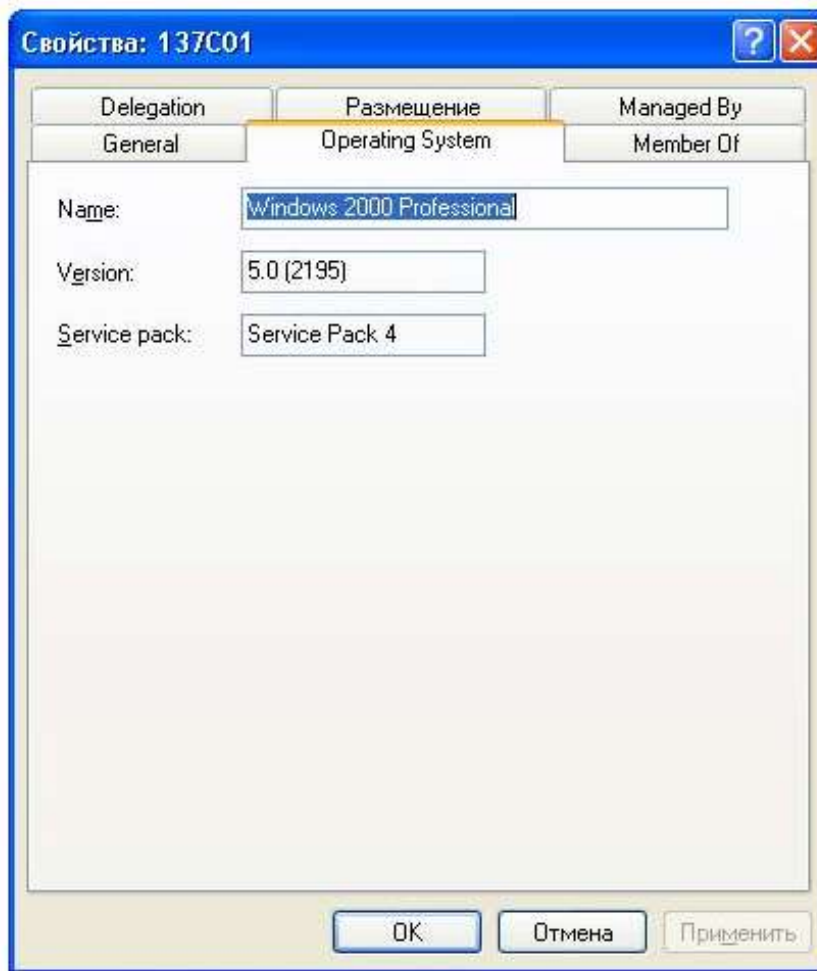 Свойства: 137C01
Delegation Размещение Managed By
General Operating System Member Of
Name: Windows 2000 Professional
Version: 5.0 (2195)
Service pack: Service Pack 4
OK Отмена Применить